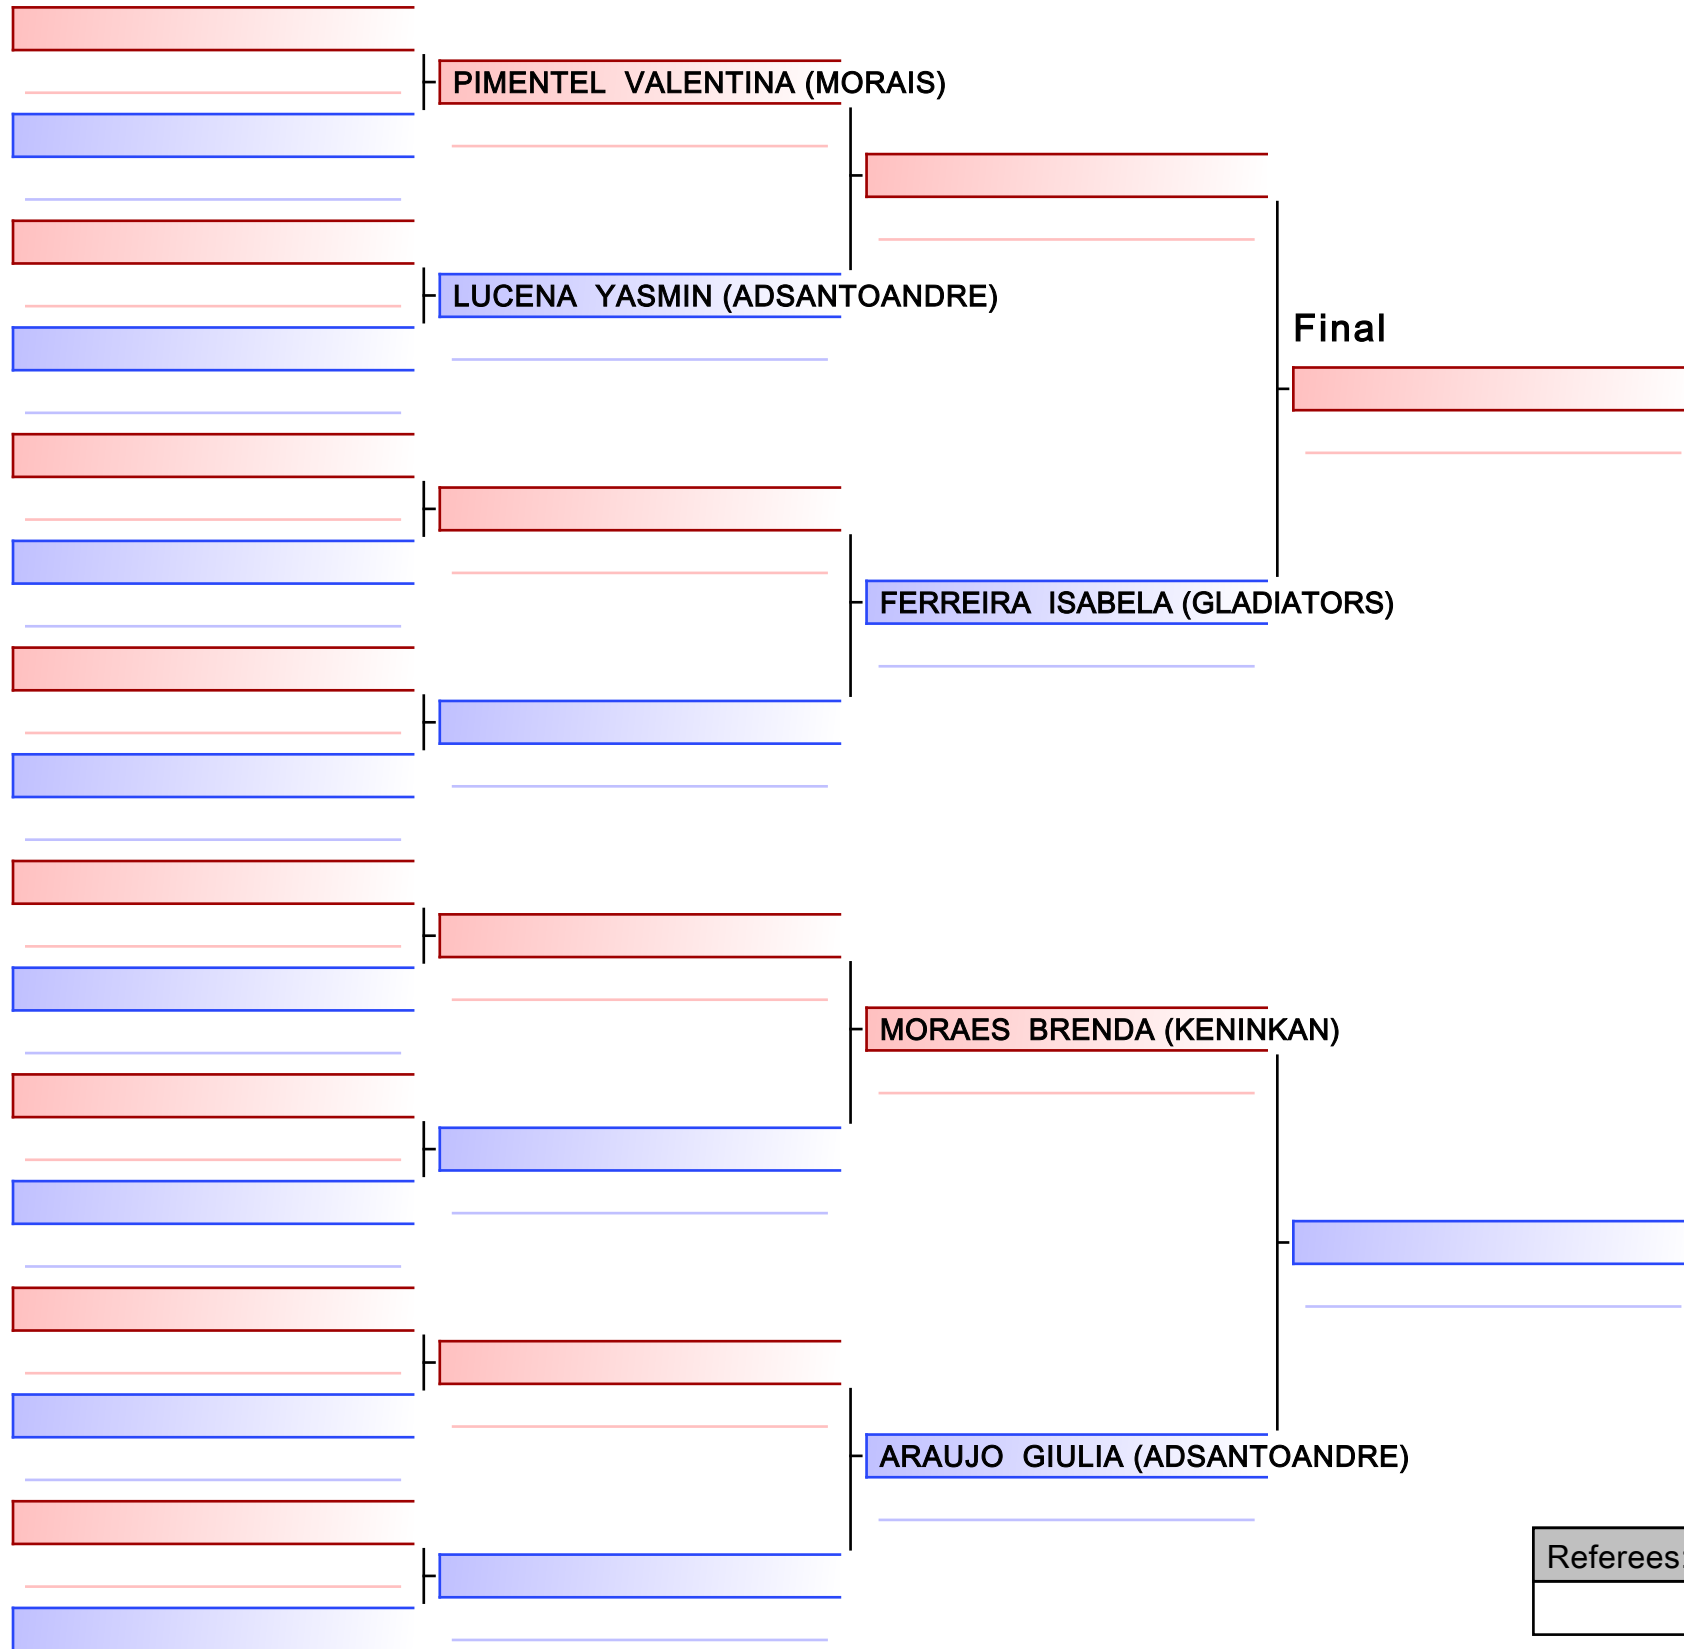 PIMENTEL VALENTINA (MORAIS)
LUCENA YASMIN (ADSANTOANDRE)
Final
FERREIRA ISABELA (GLADIATORS)
MORAES BRENDA (KENINKAN)
ARAUJO GIULIA (ADSANTOANDRE)
Referees: